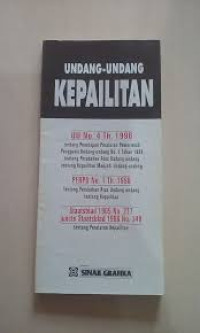 UNDANG-UNDANG
KEPAILITAN
UU No. 4 Th. 1998
tentang Penetapan Peraturan Pemerintah
Pengganti Undang-undang No. 1 Tahun 1998
tentang Perubahan Atas Undang-undang
tentang Kepailitan Menjadi Undang-undang
PERPU No. 1 Th. 1998
tentang Perubahan Atas Undang-undang
tentang Kepailitan
Staatsblad 1905 No. 217
juncto Staatsblad 1906 No. 348
tentang Peraturan Kepailitan
SINAR GRAFIKA